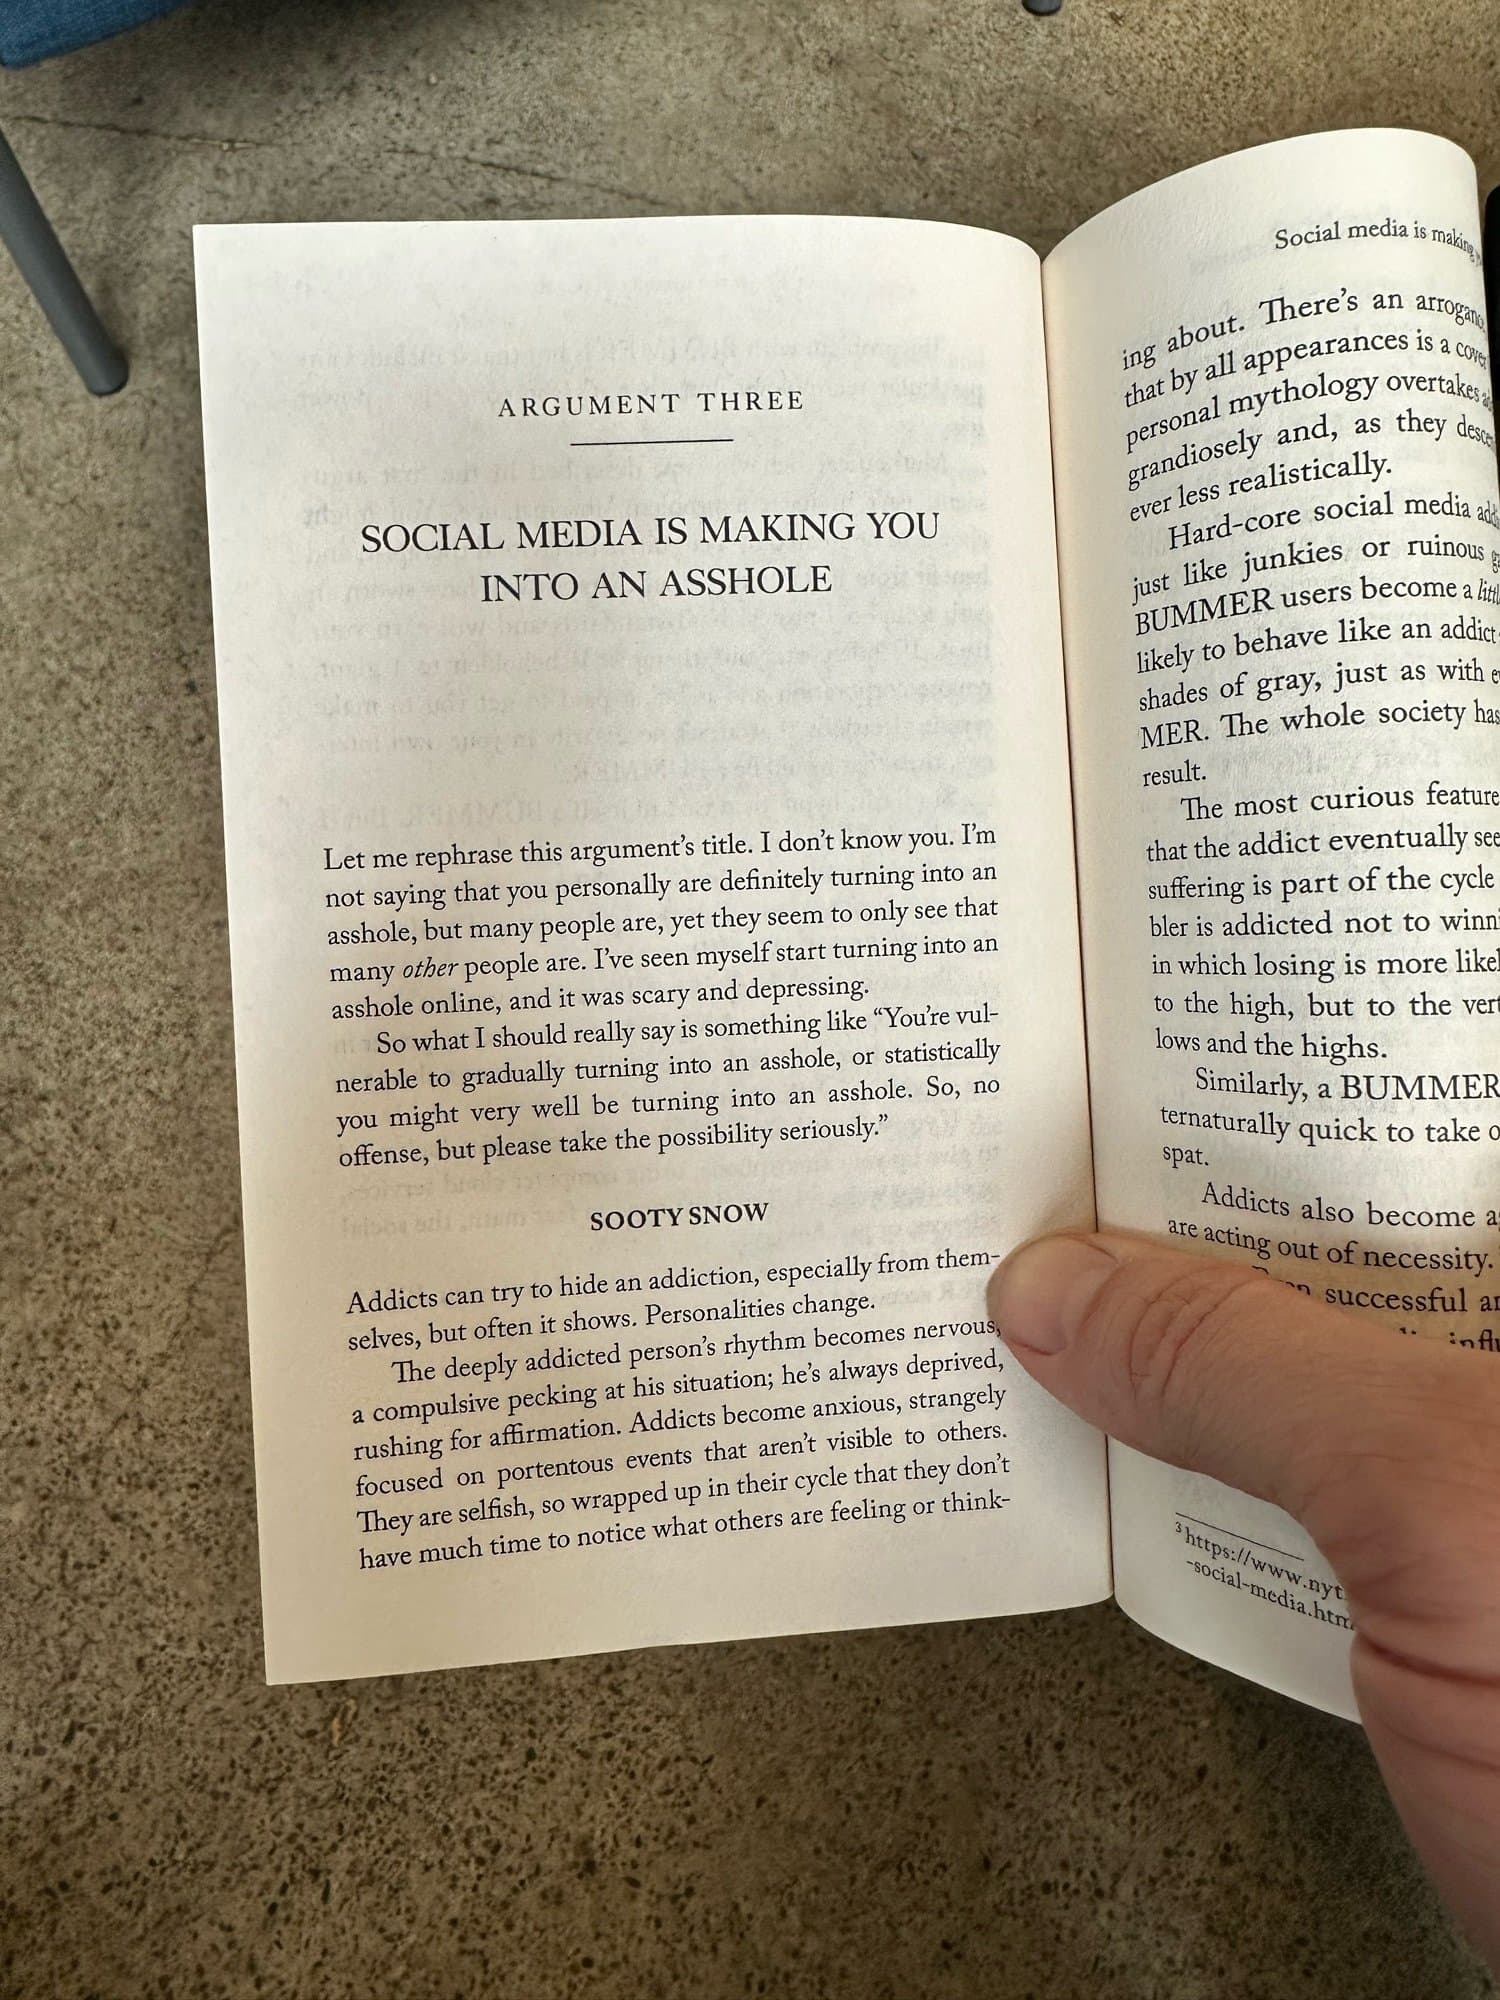 ARGUMENT THREE
SOCIAL MEDIA IS MAKING YOU
INTO AN ASSHOLE
Let me rephrase this argument’s title. I don’t know you. I’m
not saying that you personally are definitely turning into an
asshole, but many people are, yet they seem to only see that
many other people are. I’ve seen myself start turning into an
asshole online, and it was scary and depressing.
So what I should really say is something like “You’re vul-
nerable to gradually turning into an asshole, or statistically
you might very well be turning into an asshole. So, no
offense, but please take the possibility seriously.”
SOOTY SNOW
Addicts can try to hide an addiction, especially from them-
selves, but often it shows. Personalities change.
The deeply addicted person’s rhythm becomes nervous,
a compulsive pecking at his situation; he’s always deprived,
rushing for affirmation. Addicts become anxious, strangely
focused on portentous events that aren’t visible to others.
They are selfish, so wrapped up in their cycle that they don’t
have much time to notice what others are feeling or think-
Social media is making
ing about. There’s an
that by all appearances is a
personal mythology overtakes
grandiosely and, as they
ever less realistically.
Hard-core social media
just like junkies or ruinous
BUMMER users become a
likely to behave like an addict
shades of gray, just as with
MER. The whole society has
result.
The most curious feature
that the addict eventually
suffering is part of the cycle
bler is addicted not to
in which losing is more
to the high, but to the
lows and the highs.
Similarly, a BUMMER
ternaturally quick to take
spat.
Addicts also become
are acting out of necessity.
successful
3 https://www.nyt
-social-media.htm